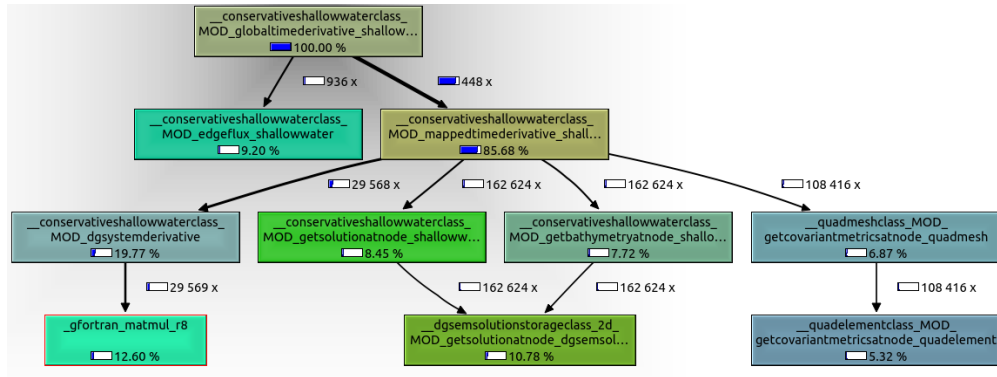 __conservativeshallowwaterclass_
MOD_globaltimederivative_shallow...
100.00 %
936 x
448 x
__conservativeshallowwaterclass_
MOD_edgeflux_shallowwater
9.20 %
__conservativeshallowwaterclass_
MOD_mappedtimederivative_shall...
85.68 %
29 568 x
162 624 x
162 624 x
108 416 x
__conservativeshallowwaterclass_
MOD_dgsystemderivative
19.77 %
__conservativeshallowwaterclass_
MOD_getsolutionatnode_shalloww...
8.45 %
__conservativeshallowwaterclass_
MOD_getbathymetryatnode_shallo...
7.72 %
__quadmeshclass_MOD_
getcovariantmetricsatnode_quadmesh
6.87 %
29 569 x
162 624 x
162 624 x
108 416 x
_gfortran_matmul_r8
12.60 %
__dgsemsolutionstorageclass_2d_
MOD_getsolutionatnode_dgsemsol...
10.78 %
__quadelementclass_MOD_
getcovariantmetricsatnode_quadelement
5.32 %